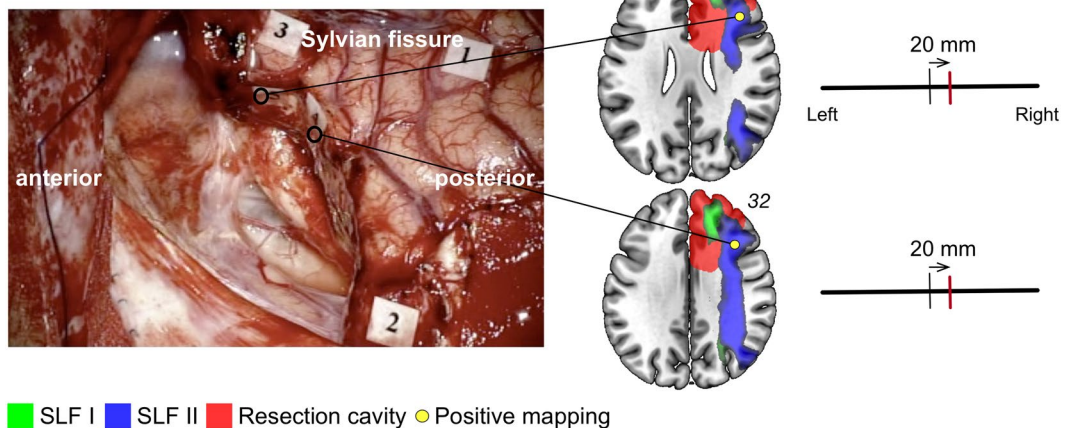 3
Sylvian fissure
1
anterior
posterior
2
32
20 mm
Left
Right
20 mm
SLF I
SLF II
Resection cavity
Positive mapping